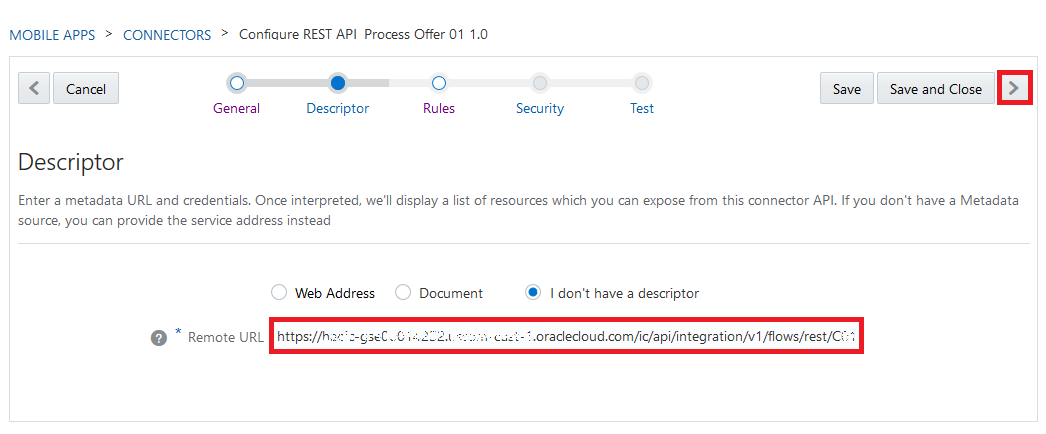 MOBILE APPS > CONNECTORS > Configure REST API Process Offer 01 1.0
Cancel
Save
Save and Close
General
Descriptor
Rules
Security
Test
Descriptor
Enter a metadata URL and credentials. Once interpreted, we'll display a list of resources which you can expose from this connector API. If you don't have a Metadata
source, you can provide the service address instead
Web Address
Document
I don't have a descriptor
? * Remote URL
.oraclecloud.com/ic/api/integration/v1/flows/rest/